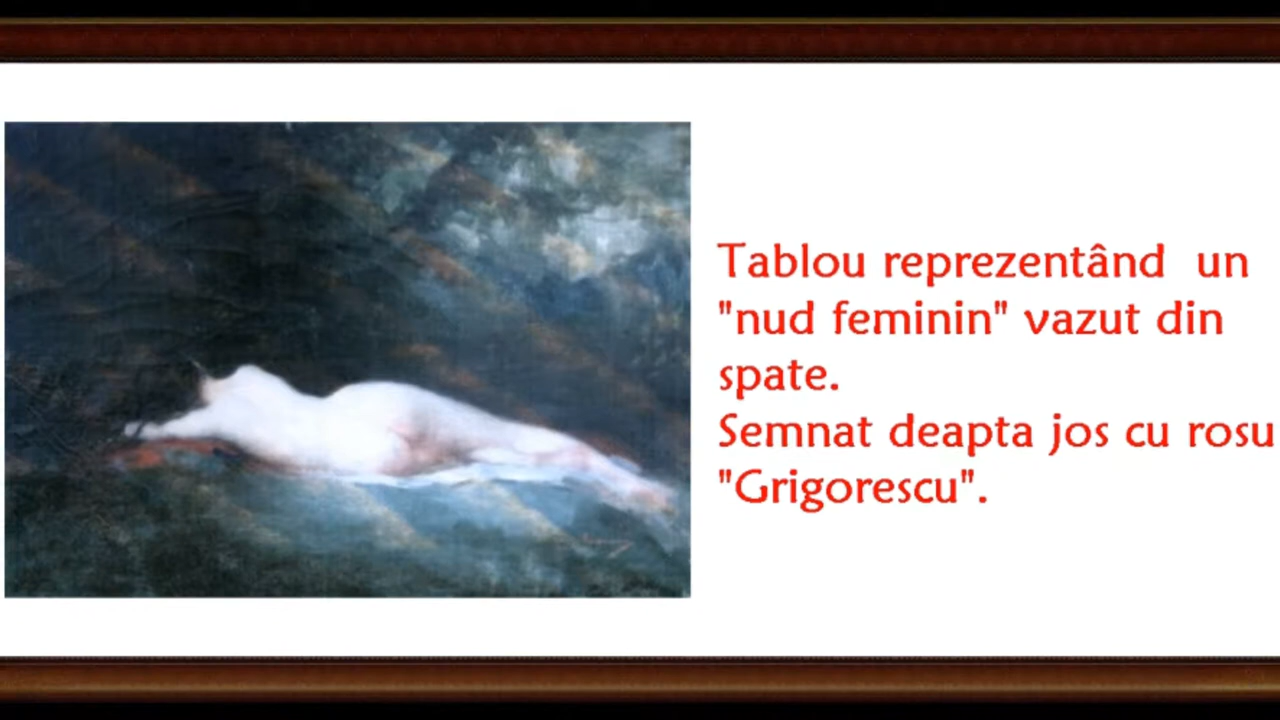 Tablou reprezentând un
"nud feminin" vazut din
spate.
Semnat deapta jos cu rosu
"Grigorescu".